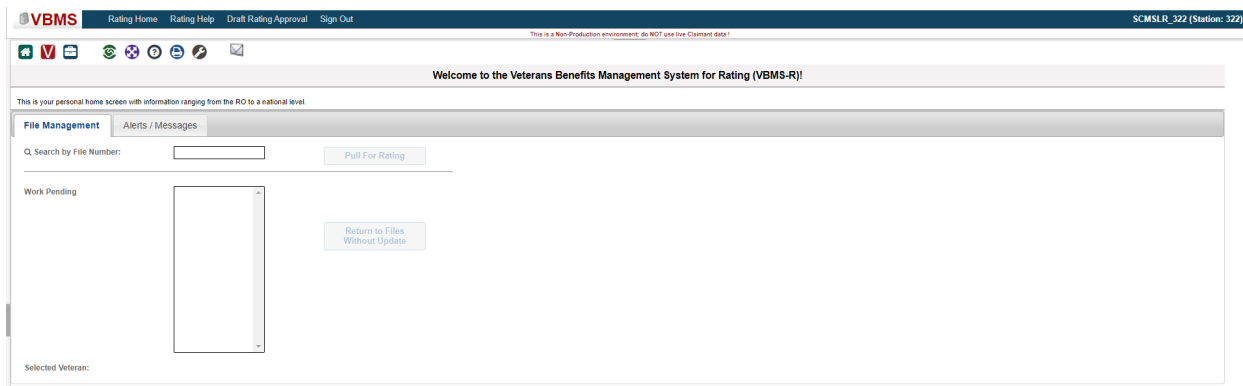 VBMS Rating Home Rating Help Draft Rating Approval Sign Out SCMSLR_322 (Station: 322)
This is a Non-Production environment; do NOT use live Claimant data !
Welcome to the Veterans Benefits Management System for Rating (VBMS-R)!
This is your personal home screen with information ranging from the RO to a national level.
File Management Alerts / Messages
Search by File Number: Pull For Rating
Work Pending
Return to Files
Without Update
Selected Veteran: